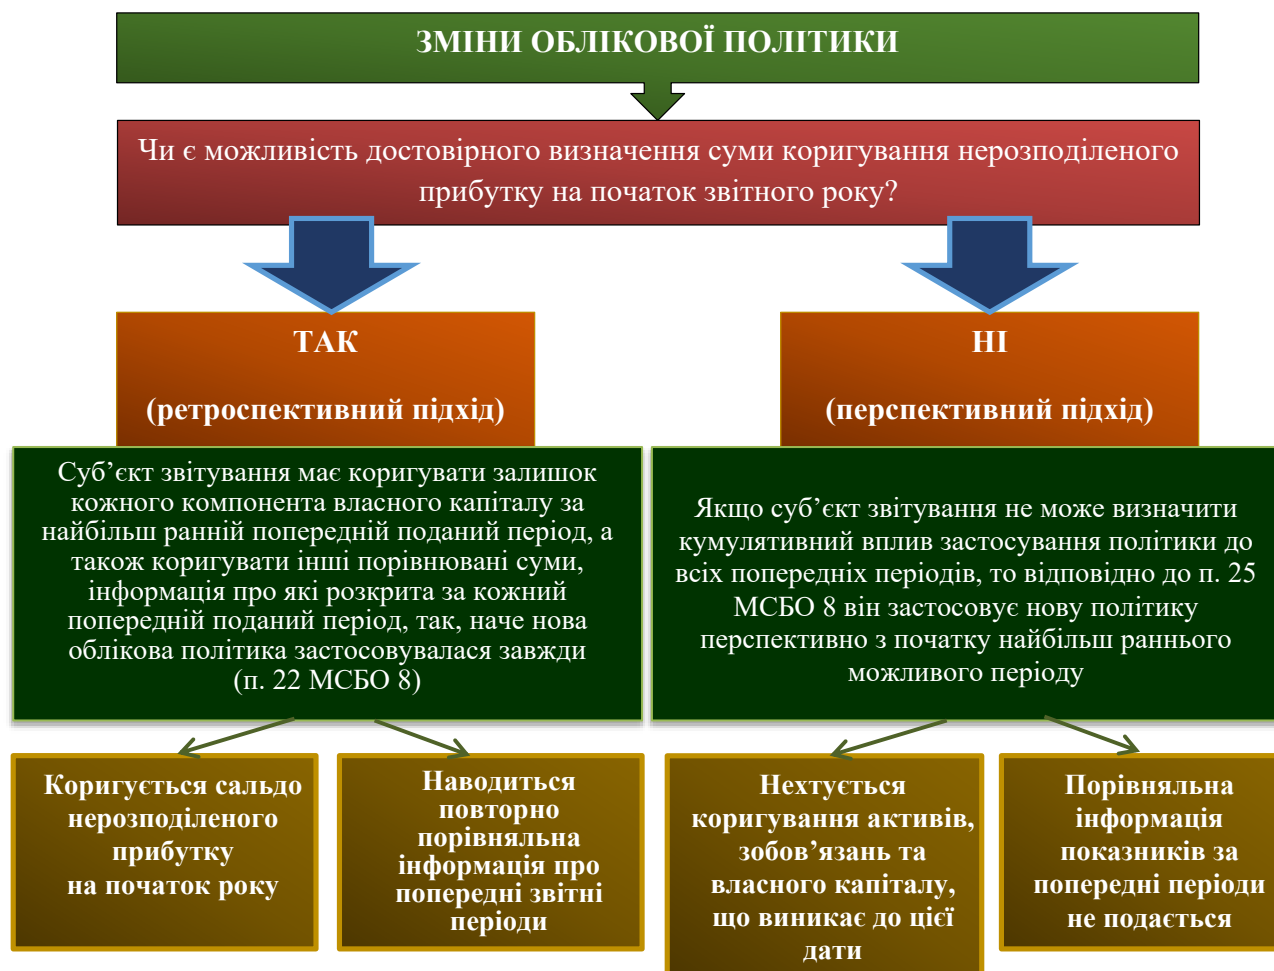 ЗМІНИ ОБЛІКОВОЇ ПОЛІТИКИ
Чи є можливість достовірного визначення суми коригування нерозподіленого
прибутку на початок звітного року?
ТАК
(ретроспективний підхід)
НІ
(перспективний підхід)
Суб’єкт звітування має коригувати залишок
кожного компонента власного капіталу за
найбільш ранній попередній поданий період, а
також коригувати інші порівнювані суми,
інформація про які розкрита за кожний
попередній поданий період, так, наче нова
облікова політика застосовувалася завжди
(п. 22 МСБО 8)
Якщо суб’єкт звітування не може визначити
кумулятивний вплив застосування політики до
всіх попередніх періодів, то відповідно до п. 25
МСБО 8 він застосовує нову політику
перспективно з початку найбільш раннього
можливого періоду
Коригується сальдо
нерозподіленого
прибутку
на початок року
Наводиться
повторно
порівняльна
інформація про
попередні звітні
періоди
Нехтується
коригування активів,
зобов’язань та
власного капіталу,
що виникає до цієї
дати
Порівняльна
інформація
показників за
попередні періоди
не подається